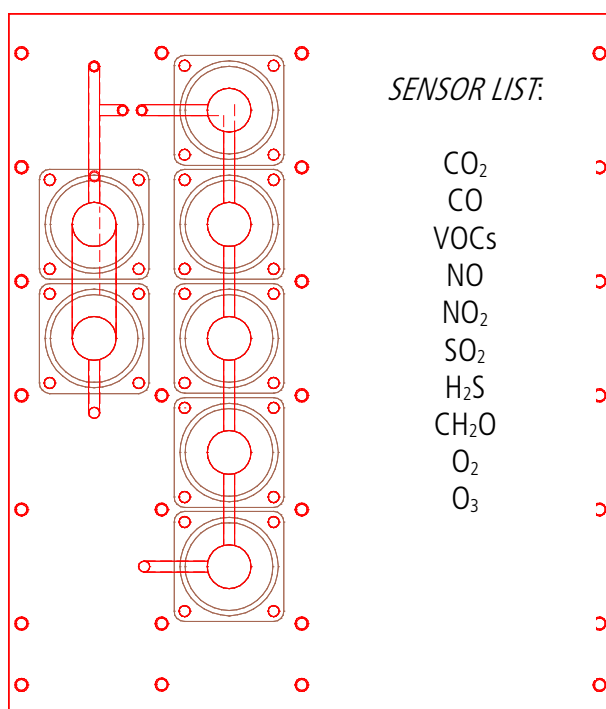 SENSOR LIST:
CO₂
CO
VOCs
NO
NO₂
SO₂
H₂S
CH₂O
O₂
O₃